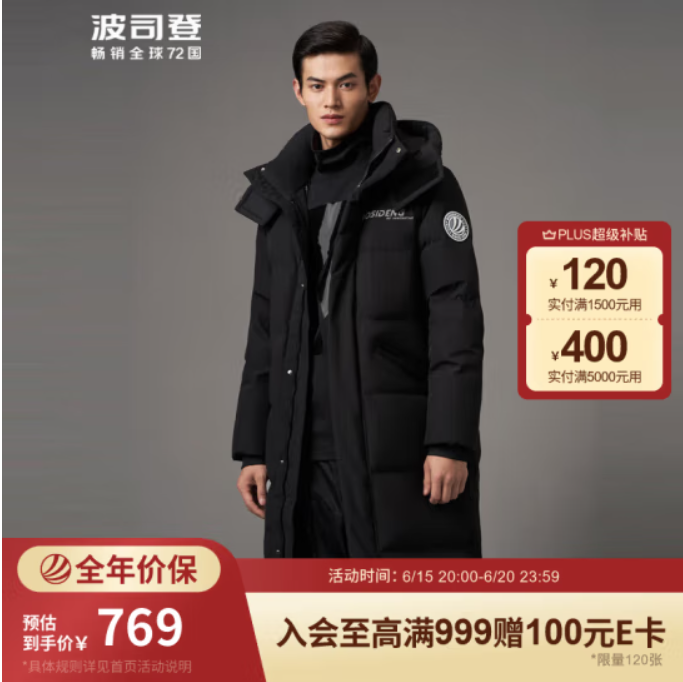 波司登
畅销全球72国
PLUS超级补贴
¥120
实付满1500元用
¥400
实付满5000元用
全年价保
活动时间：6/15 20:00-6/20 23:59
预估
到手价¥
769
*具体规则详见首页活动说明
入会至高满999赠100元E卡
*限量120张